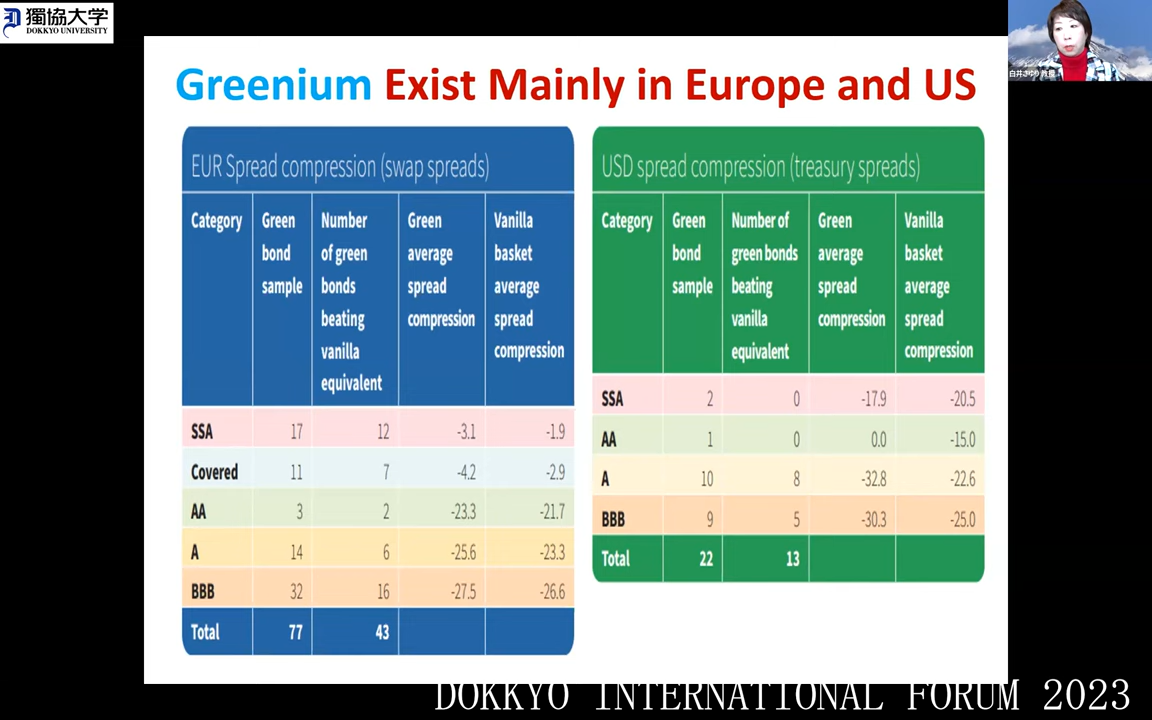 獨協大学
DOKKYO UNIVERSITY
白井さゆり 教授
Greenium Exist Mainly in Europe and US
EUR Spread compression (swap spreads)
Category
Green bond sample
Number of green bonds beating vanilla equivalent
Green average spread compression
Vanilla basket average spread compression
SSA 17 12 -3.1 -1.9
Covered 11 7 -4.2 -2.9
AA 3 2 -23.3 -21.7
A 14 6 -25.6 -23.3
BBB 32 16 -27.5 -26.6
Total 77 43
USD spread compression (treasury spreads)
Category
Green bond sample
Number of green bonds beating vanilla equivalent
Green average spread compression
Vanilla basket average spread compression
SSA 2 0 -17.9 -20.5
AA 1 0 0.0 -15.0
A 10 8 -32.8 -22.6
BBB 9 5 -30.3 -25.0
Total 22 13
DOKKYO INTERNATIONAL FORUM 2023